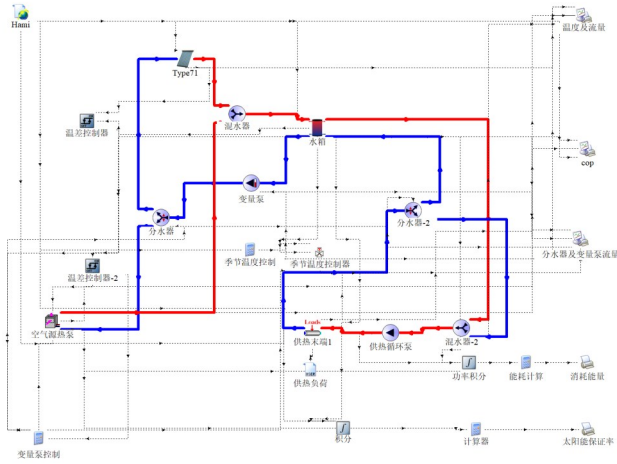 Hami
温度及流量
Type71
温差控制器
混水器
水箱
cop
变量泵
分水器
分水器-2
季节温度控制
季节温度控制器
分水器及变量泵流量
温差控制器-2
空气源热泵
Loads
供热末端1
供热循环泵
混水器-2
供热负荷
功率积分
能耗计算
消耗能量
变量泵控制
积分
计算器
太阳能保证率